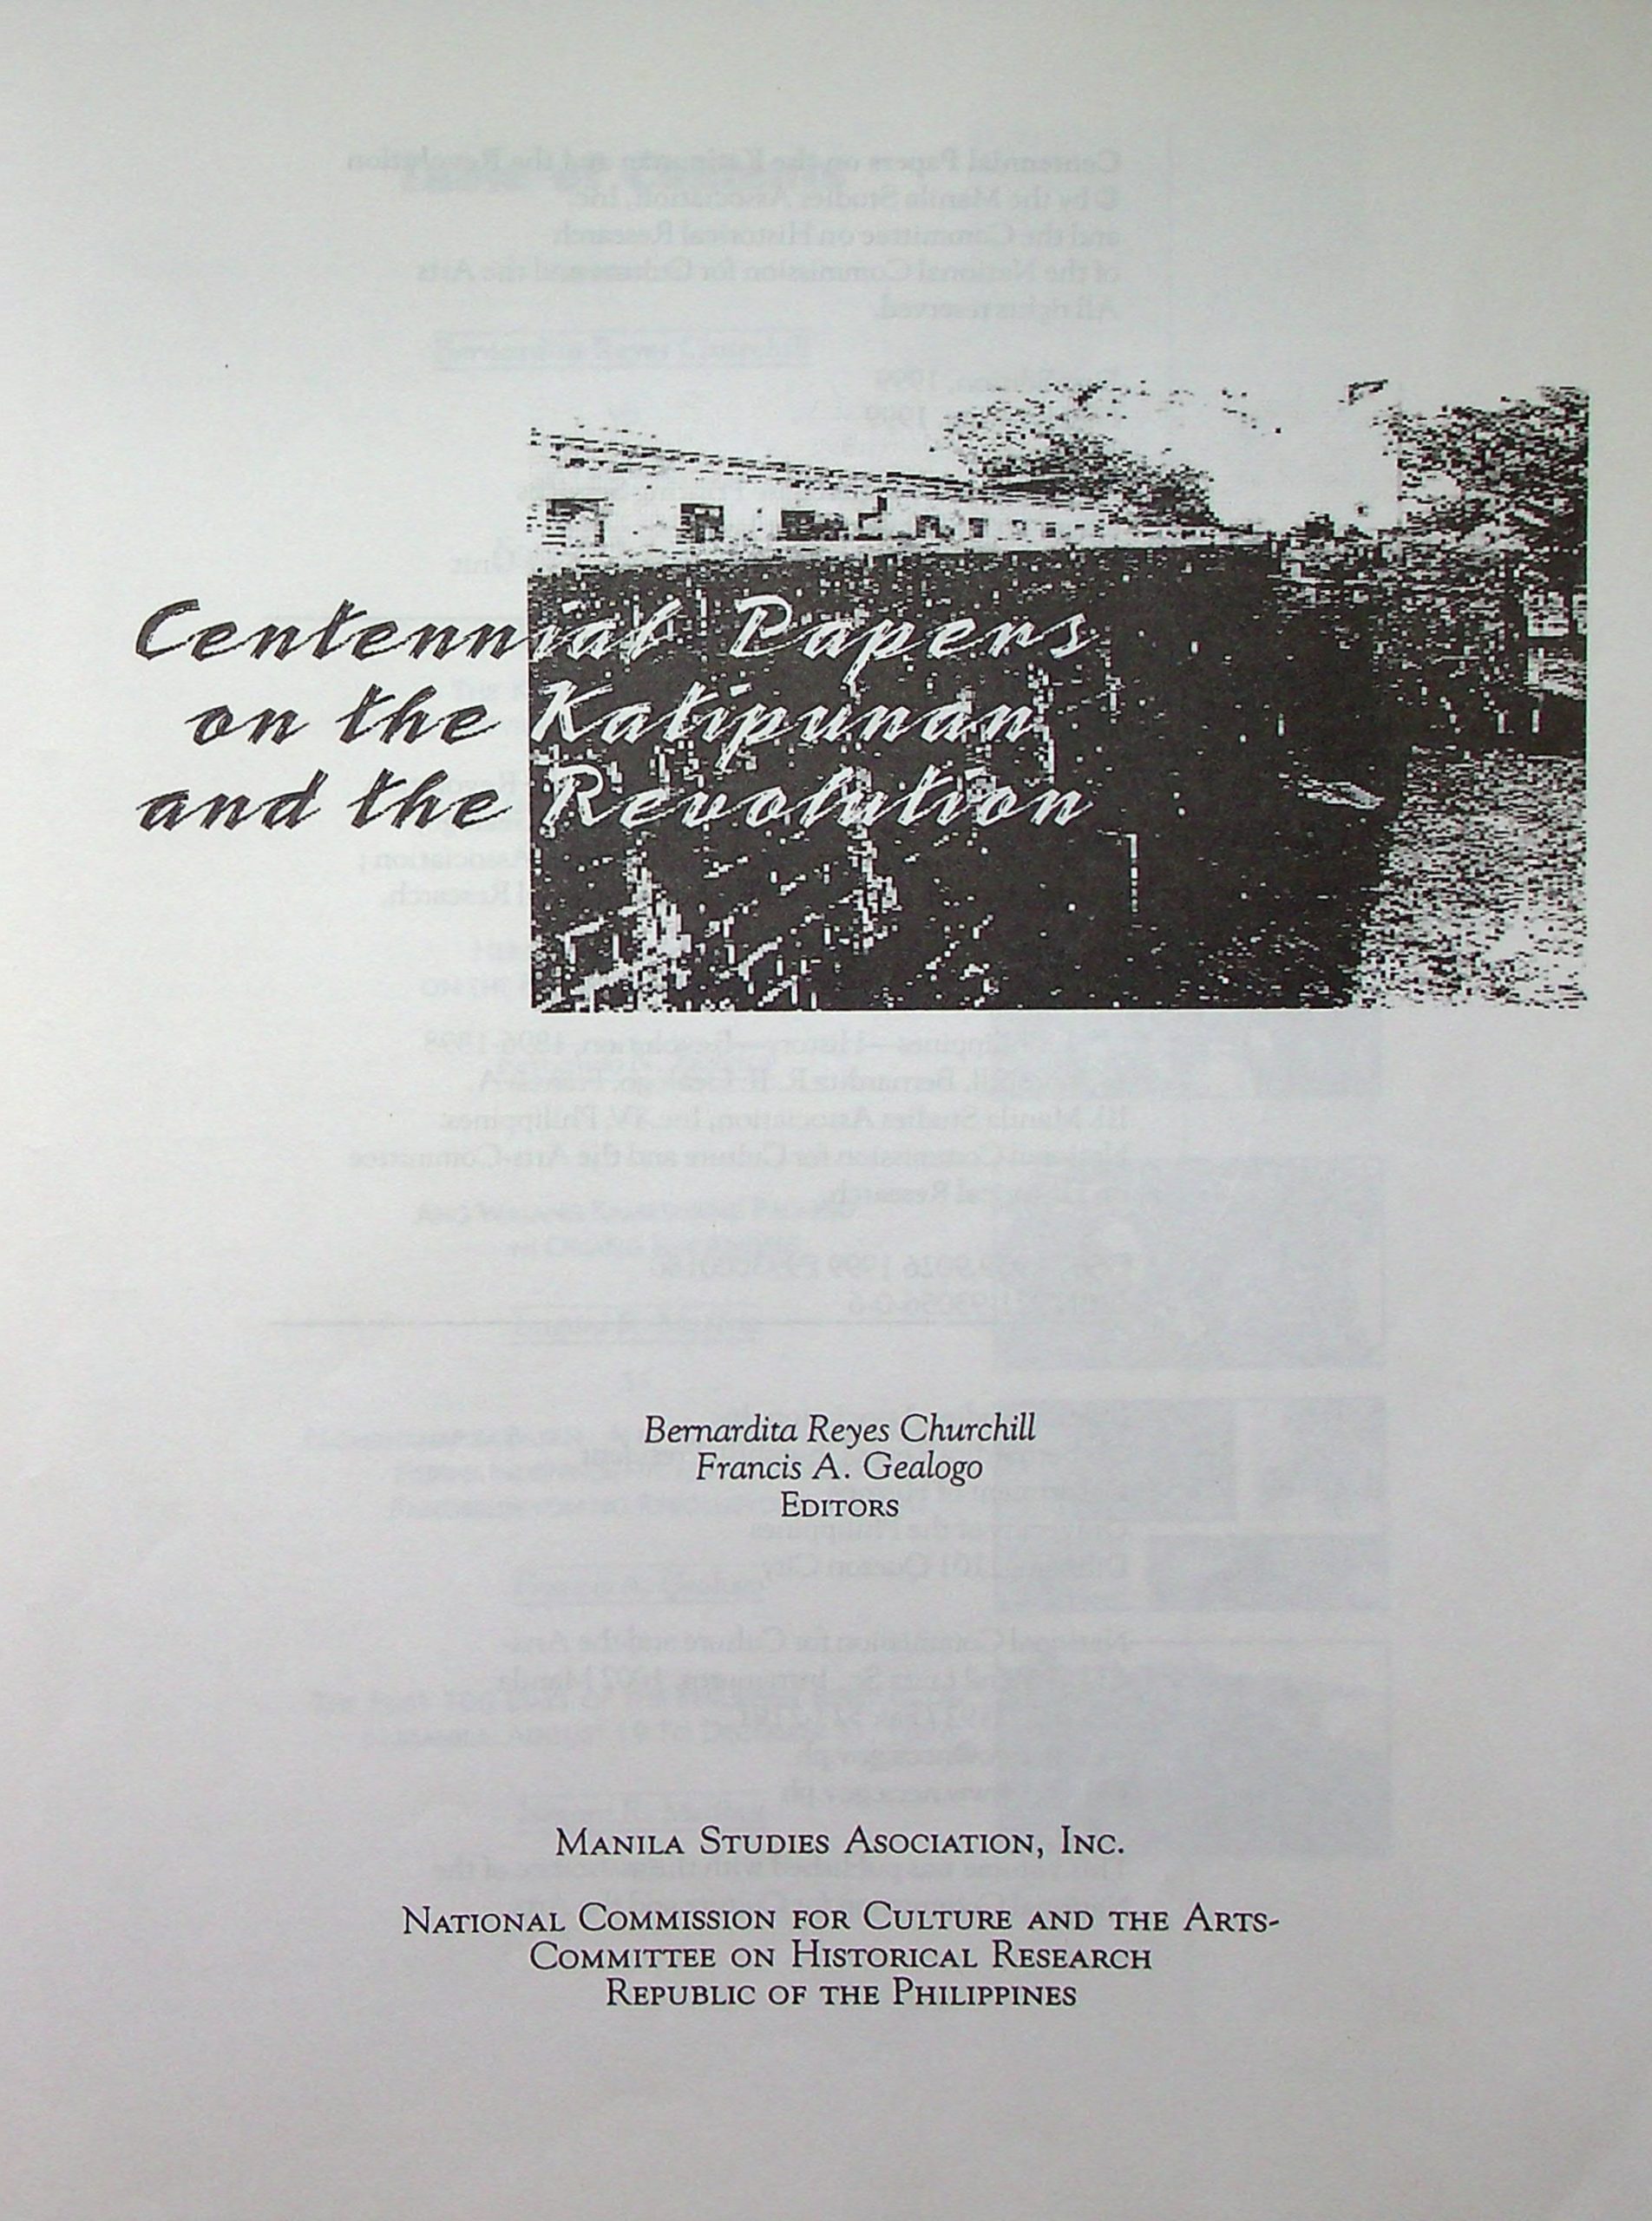 Centennial Papers
on the Katipunan
and the Revolution
Bernardita Reyes Churchill
Francis A. Gealogo
EDITORS
MANILA STUDIES ASOCIATION, INC.
NATIONAL COMMISSION FOR CULTURE AND THE ARTS-
COMMITTEE ON HISTORICAL RESEARCH
REPUBLIC OF THE PHILIPPINES